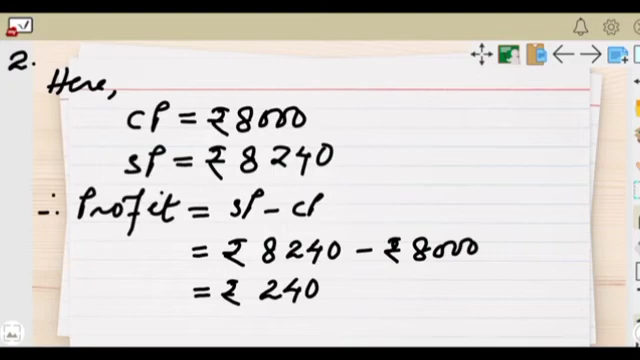 2.
Here,
CP = ₹8000
SP = ₹ 8240
∴ Profit = SP - CP
= ₹ 8240 - ₹ 8000
= ₹ 240